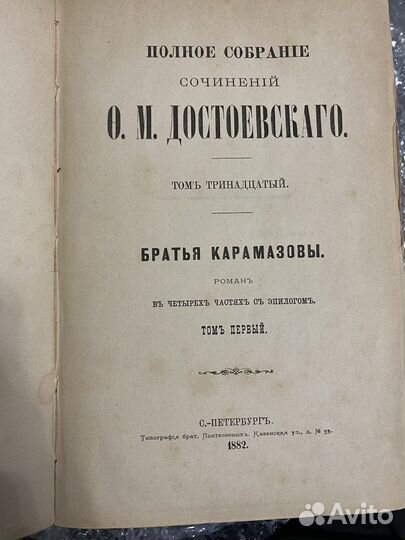 ПОЛНОЕ СОБРАНІЕ
СОЧИНЕНІЙ
Ѳ. М. ДОСТОЕВСКАГО.
ТОМЪ ТРИНАДЦАТЫЙ.
БРАТЬЯ КАРАМАЗОВЫ.
РОМАНЪ
ВЪ ЧЕТЫРЕХЪ ЧАСТЯХЪ СЪ ЭПИЛОГОМЪ.
ТОМЪ ПЕРВЫЙ.
С.-ПЕТЕРБУРГЪ.
Типографія брат. Пантелеевыхъ. Казанская ул., д. № 33.
1882.
Avito